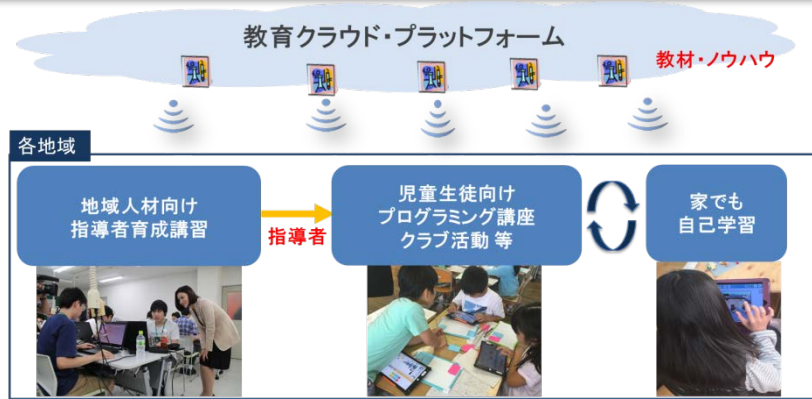 教育クラウド・プラットフォーム
教材・ノウハウ
各地域
地域人材向け
指導者育成講習
指導者
児童生徒向け
プログラミング講座
クラブ活動 等
家でも
自己学習